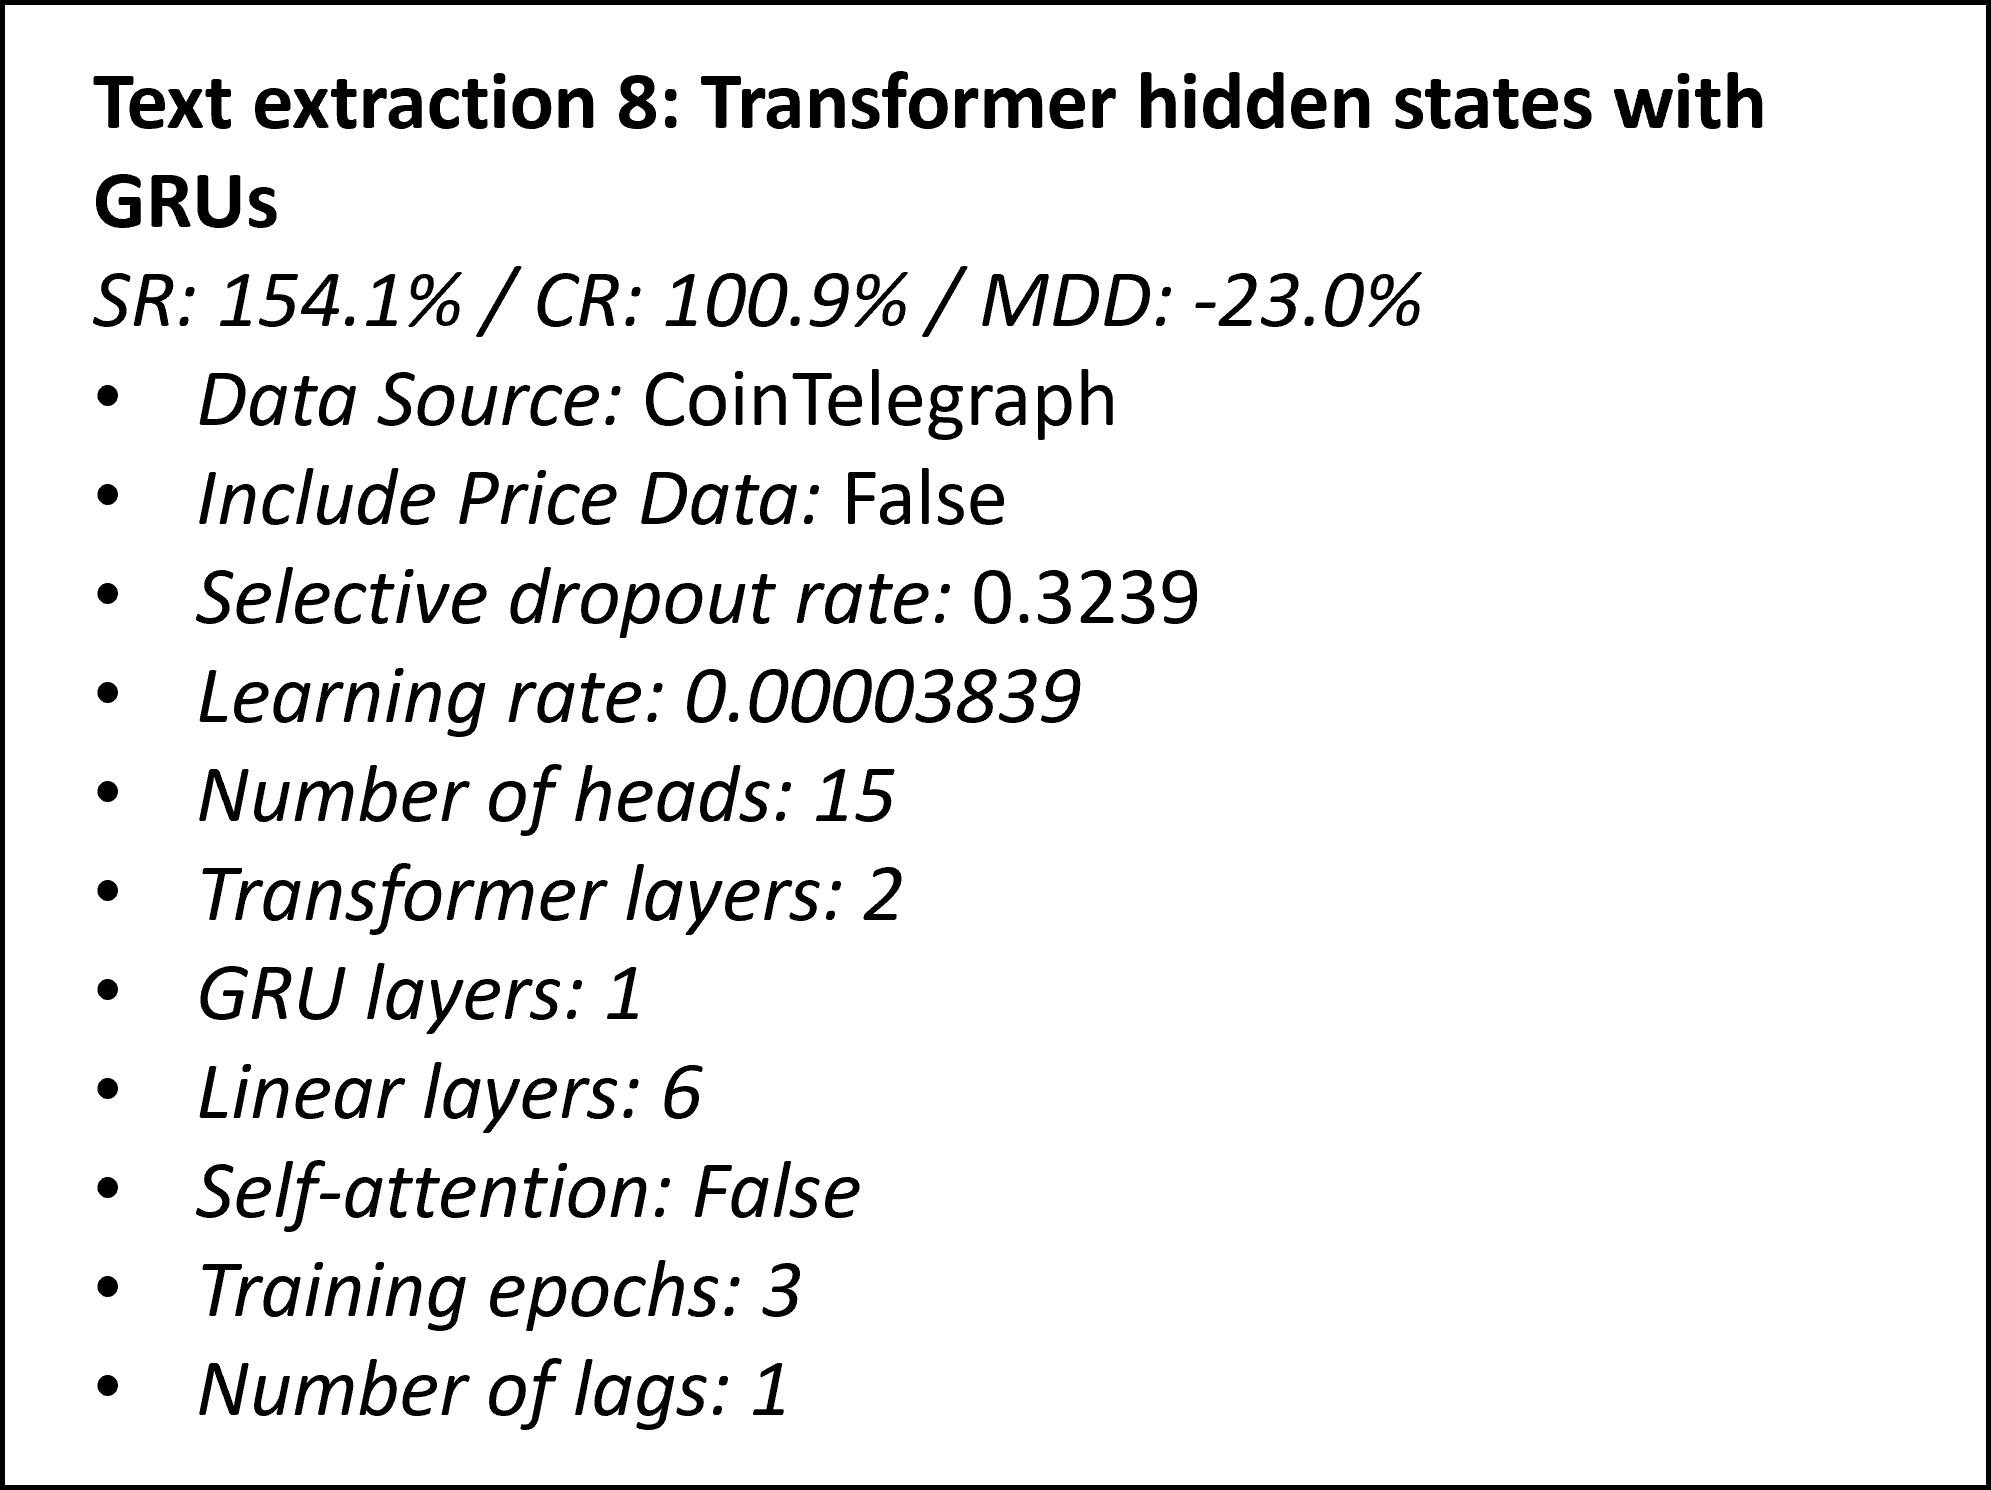 Text extraction 8: Transformer hidden states with
GRUs
SR: 154.1% / CR: 100.9% / MDD: -23.0%
• Data Source: CoinTelegraph
• Include Price Data: False
• Selective dropout rate: 0.3239
• Learning rate: 0.00003839
• Number of heads: 15
• Transformer layers: 2
• GRU layers: 1
• Linear layers: 6
• Self-attention: False
• Training epochs: 3
• Number of lags: 1